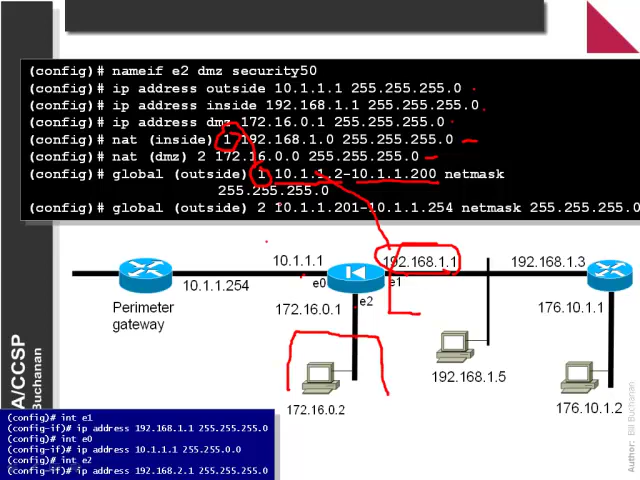 (config)# nameif e2 dmz security50
(config)# ip address outside 10.1.1.1 255.255.255.0
(config)# ip address inside 192.168.1.1 255.255.255.0
(config)# ip address dmz 172.16.0.1 255.255.255.0
(config)# nat (inside) 1 192.168.1.0 255.255.255.0
(config)# nat (dmz) 2 172.16.0.0 255.255.255.0
(config)# global (outside) 1 10.1.1.2-10.1.1.200 netmask
255.255.255.0
(config)# global (outside) 2 10.1.1.201-10.1.1.254 netmask 255.255.255.0
10.1.1.1
192.168.1.1
192.168.1.3
10.1.1.254
e0
e1
e2
Perimeter
gateway
172.16.0.1
176.10.1.1
192.168.1.5
172.16.0.2
176.10.1.2
A/CCSP
Buchanan
(config)# int e1
(config-if)# ip address 192.168.1.1 255.255.255.0
(config)# int e0
(config-if)# ip address 10.1.1.1 255.255.0.0
(config)# int e2
(config-if)# ip address 192.168.2.1 255.255.255.0
Author: Bill Buchanan